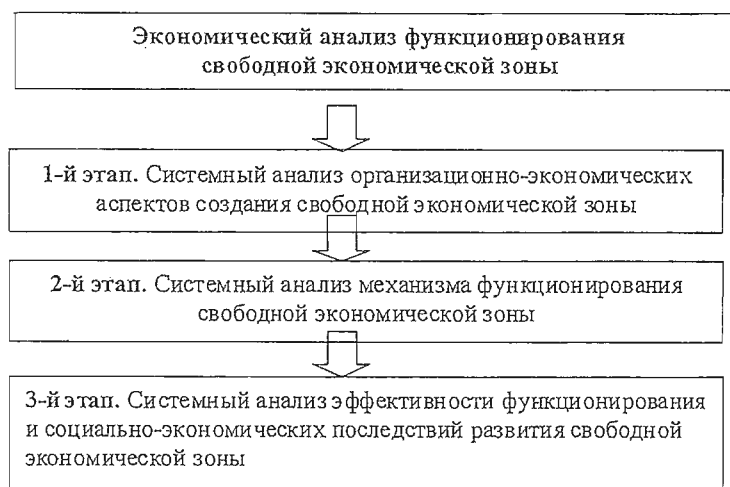 Экономический анализ функционирования
свободной экономической зоны
1-й этап. Системный анализ организационно-экономических
аспектов создания свободной экономической зоны
2-й этап. Системный анализ механизма функционирования
свободной экономической зоны
3-й этап. Системный анализ эффективности функционирования
и социально-экономических последствий развития свободной
экономической зоны